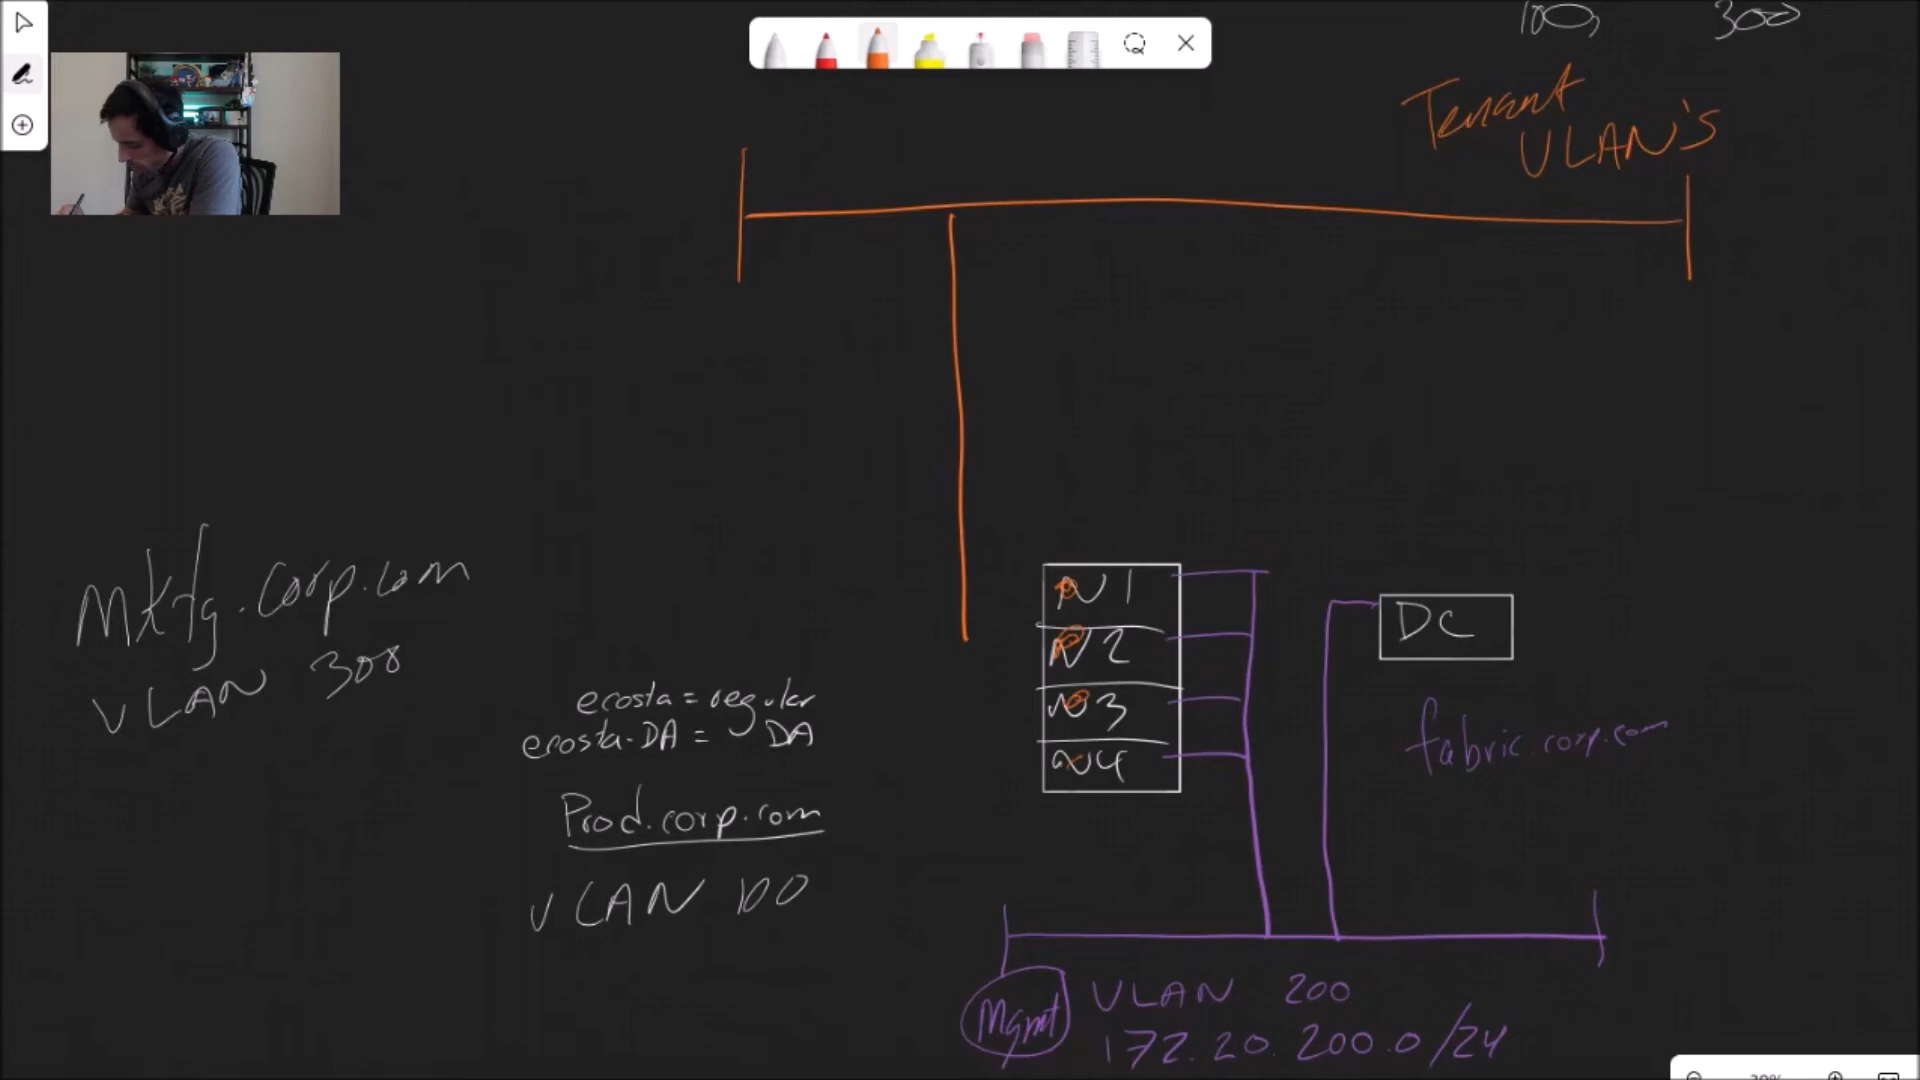 100, 300
Tenant
VLAN's
Mktg.corp.com
VLAN 300
N1
N2
N3
N4
DC
fabric.corp.com
ecosta = regular
ecosta-DA = DA
Prod.corp.com
VLAN 100
Mgmt
VLAN 200
172.20.200.0/24